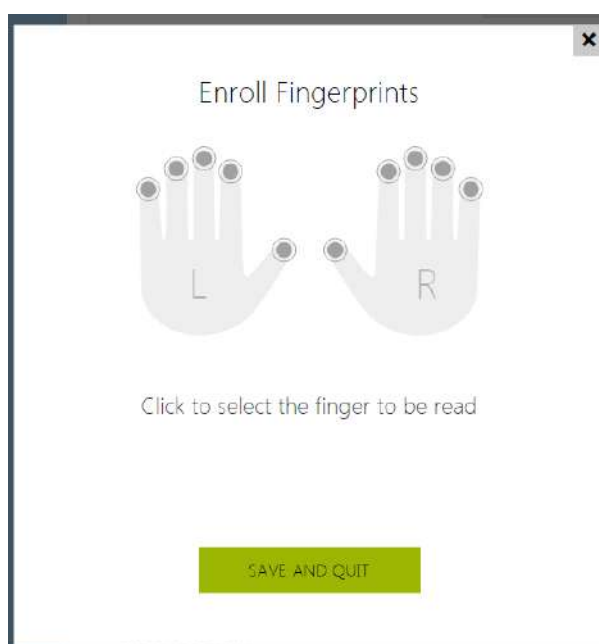 Enroll Fingerprints
L
R
Click to select the finger to be read
SAVE AND QUIT